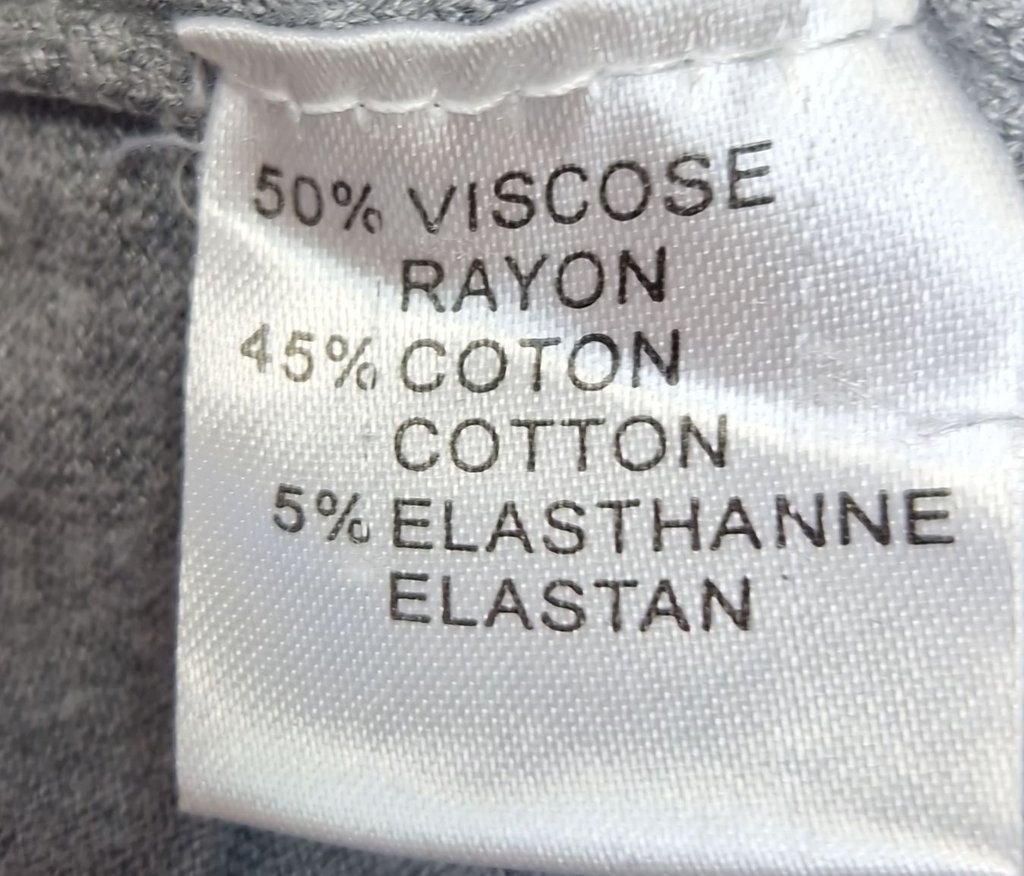 50% VISCOSE
RAYON
45% COTON
COTTON
5% ELASTHANNE
ELASTAN